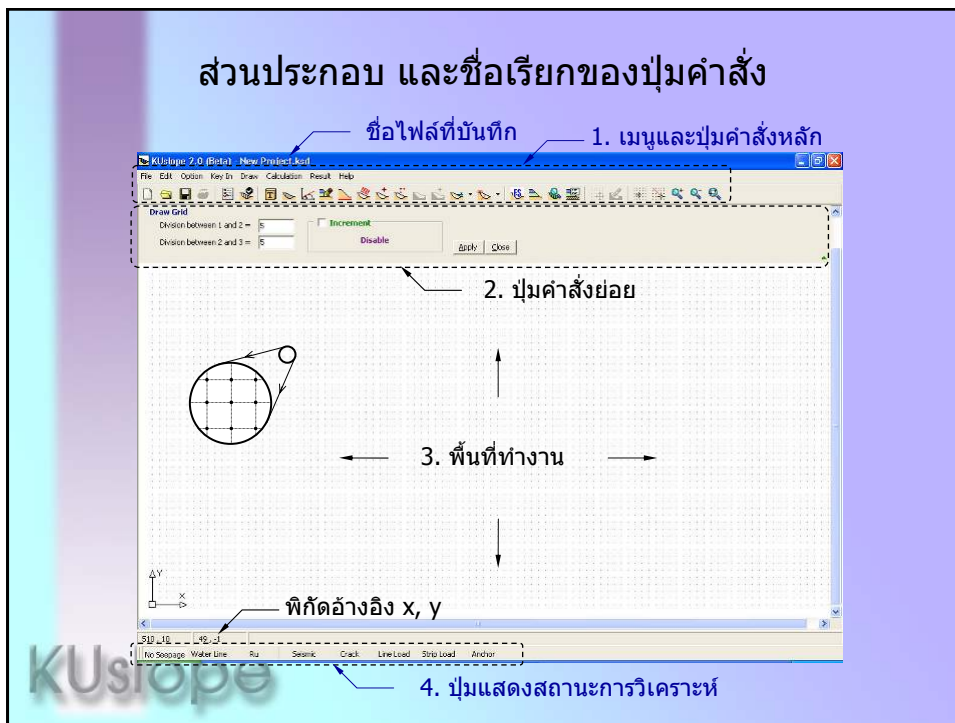 ส่วนประกอบ และชื่อเรียกของปุ่มคำสั่ง
ชื่อไฟล์ที่บันทึก
1. เมนูและปุ่มคำสั่งหลัก
KUslope 2.0 (Beta) - New Project.ksd
File Edit Option Key In Draw Calculation Result Help
FS.
Draw Grid
Division between 1 and 2 = 5
Increment
Disable
Division between 2 and 3 = 5
Apply Close
2. ปุ่มคำสั่งย่อย
3. พื้นที่ทำงาน
Y
X
พิกัดอ้างอิง x, y
510, 10 49, -1
No Seepage Water Line Ru Seismic Crack Line Load Strip Load Anchor
KUslope
4. ปุ่มแสดงสถานะการวิเคราะห์